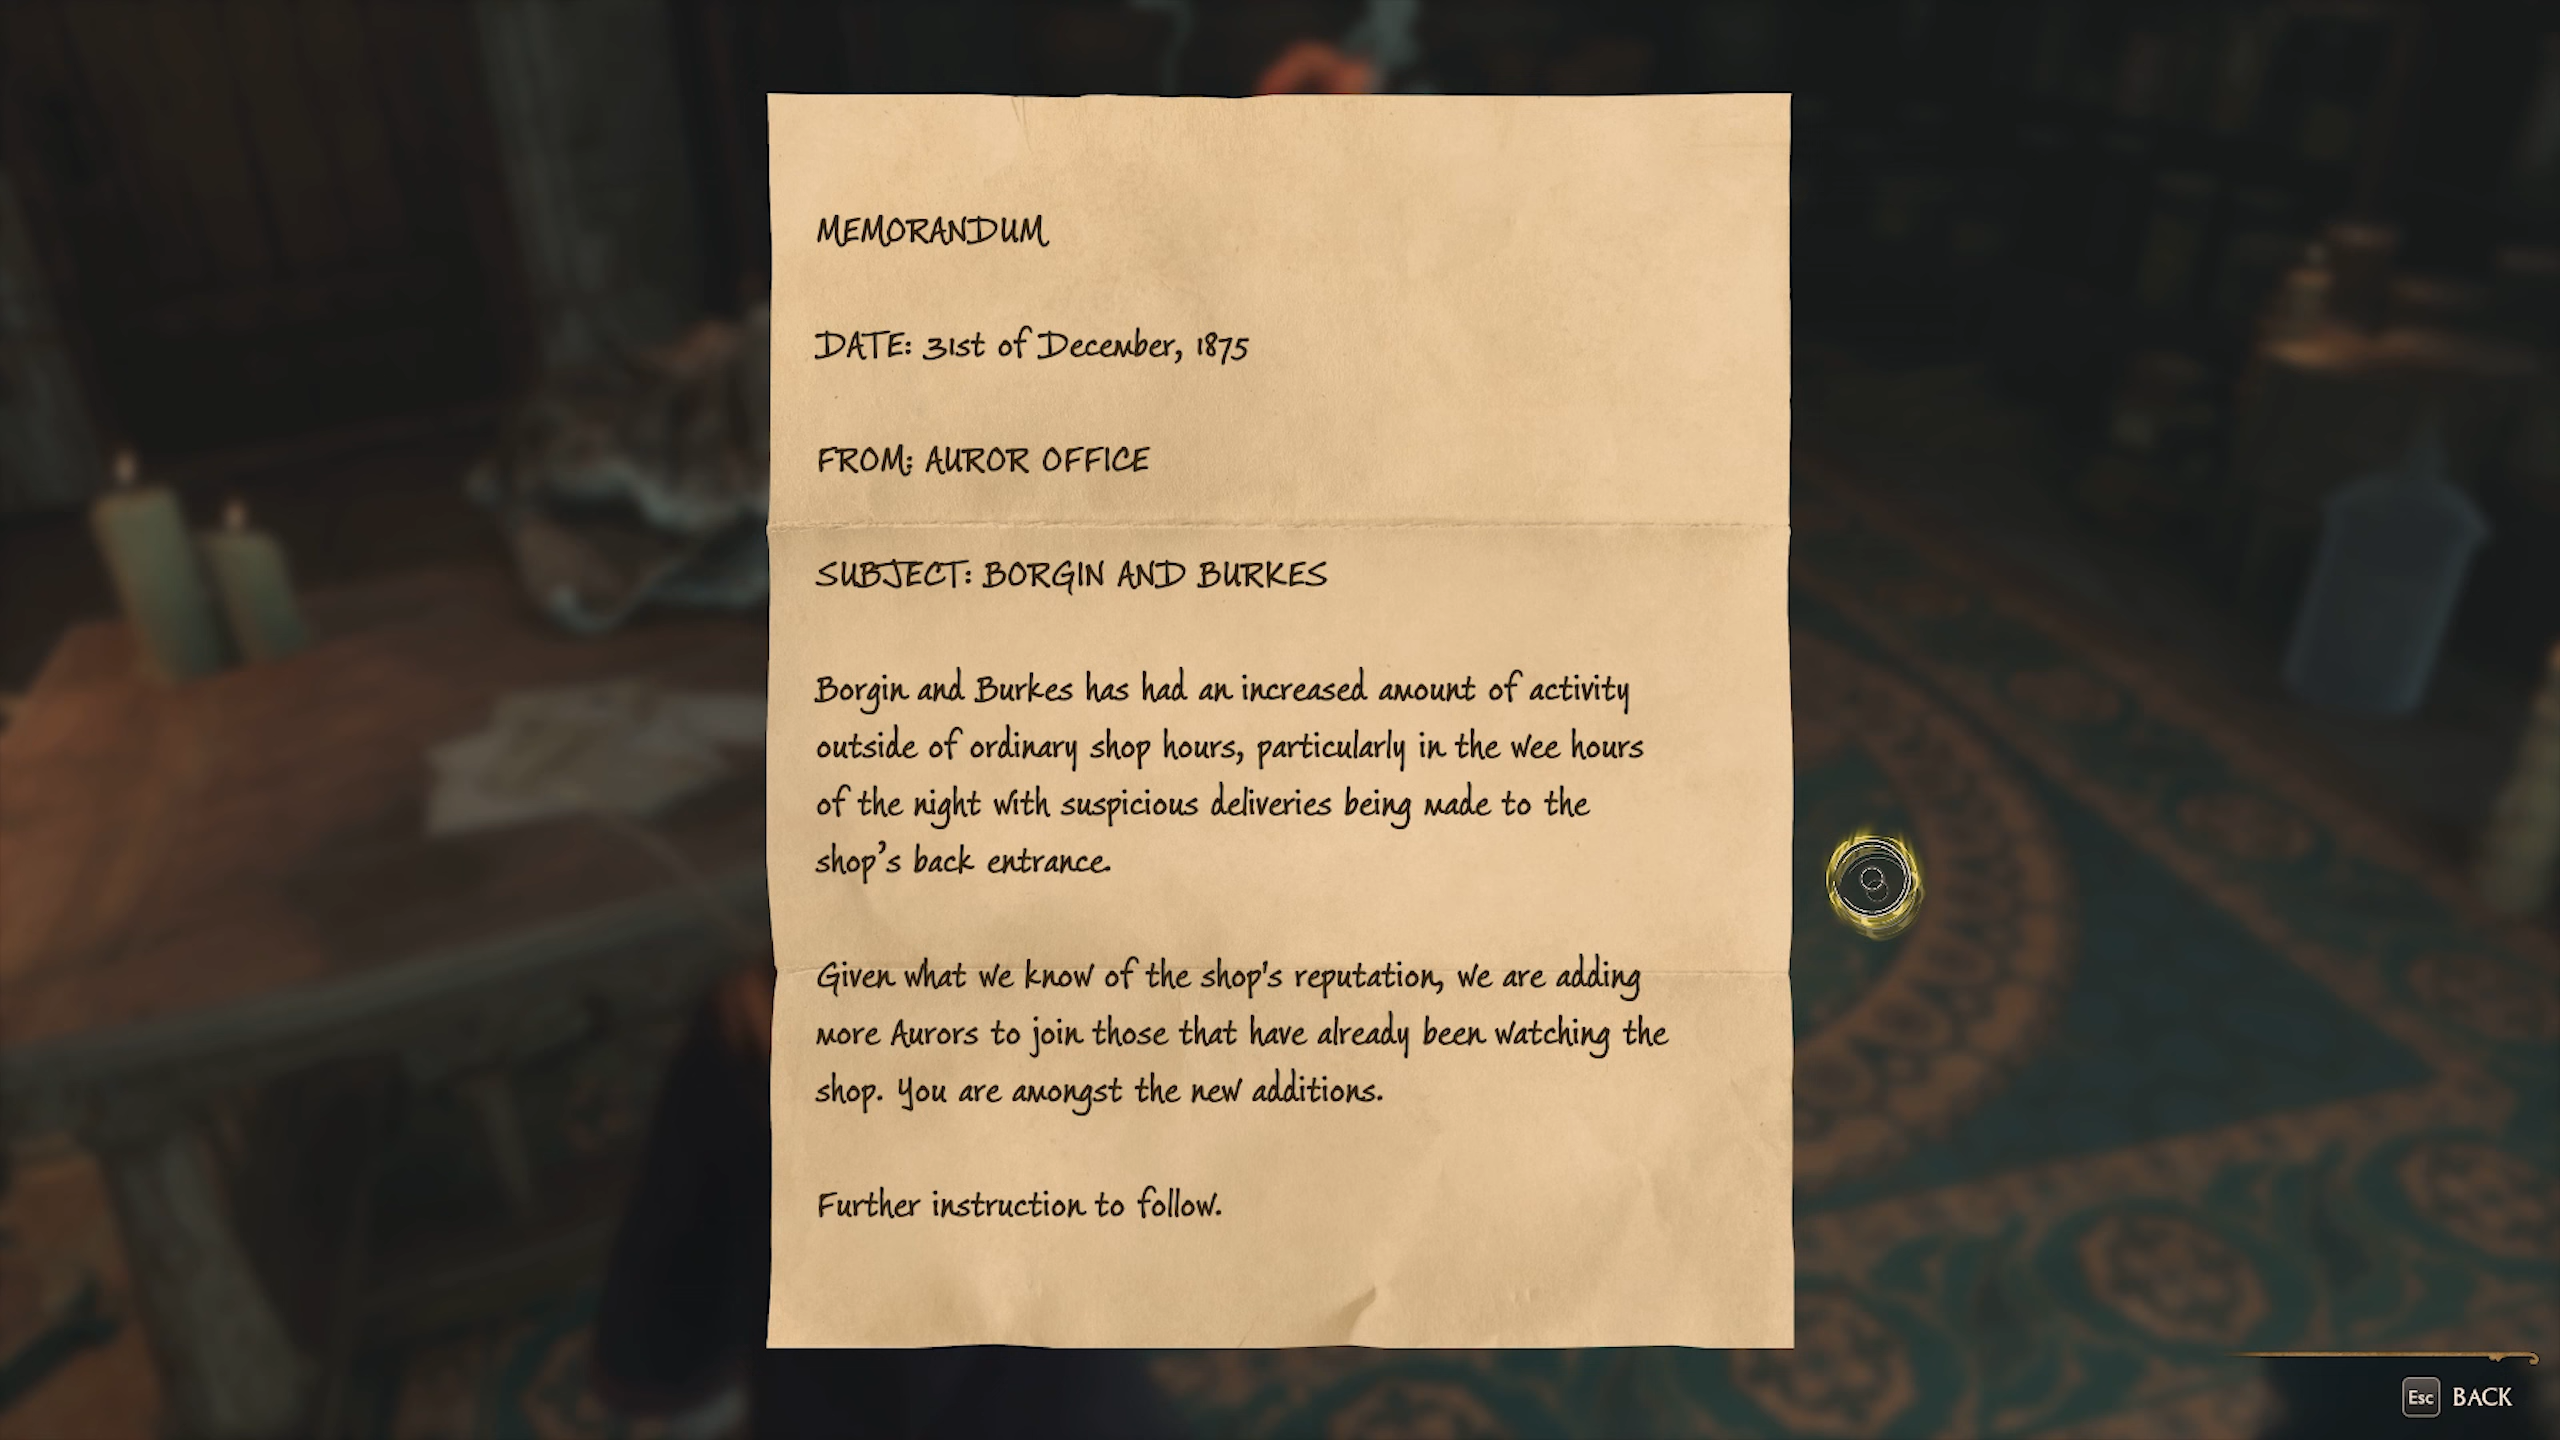 MEMORANDUM
DATE: 31st of December, 1875
FROM: AUROR OFFICE
SUBJECT: BORGIN AND BURKES
Borgin and Burkes has had an increased amount of activity
outside of ordinary shop hours, particularly in the wee hours
of the night with suspicious deliveries being made to the
shop’s back entrance.
Given what we know of the shop's reputation, we are adding
more Aurors to join those that have already been watching the
shop. You are amongst the new additions.
Further instruction to follow.
Esc BACK